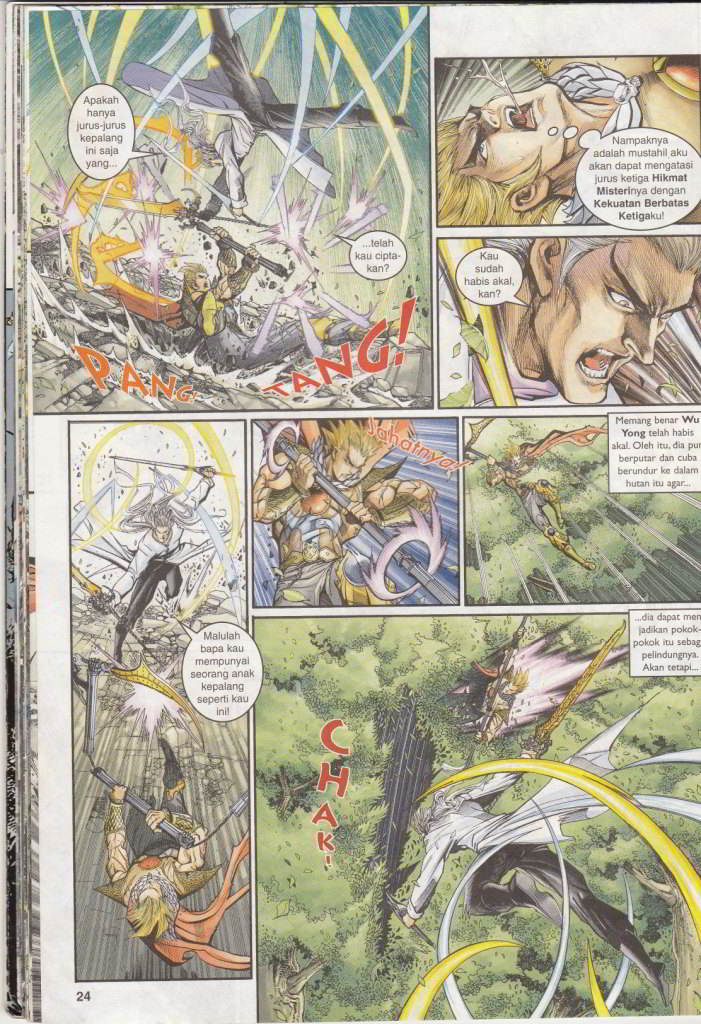 Apakah
hanya
jurus-jurus
kepalang
ini saja
yang...
...telah
kau cipta-
kan?
PANG!
TANG!
Nampaknya
adalah mustahil aku
akan dapat mengatasi
jurus ketiga Hikmat
Misterinya dengan
Kekuatan Berbatas
Ketigaku!
Kau
sudah
habis akal,
kan?
Malulah
bapa kau
mempunyai
seorang anak
kepalang
seperti kau
ini!
Jahatnya!
Memang benar Wu
Yong telah habis
akal. Oleh itu, dia pun
berputar dan cuba
berundur ke dalam
hutan itu agar...
...dia dapat men
jadikan pokok-
pokok itu sebag
pelindungnya.
Akan tetapi...
CHAK!
24